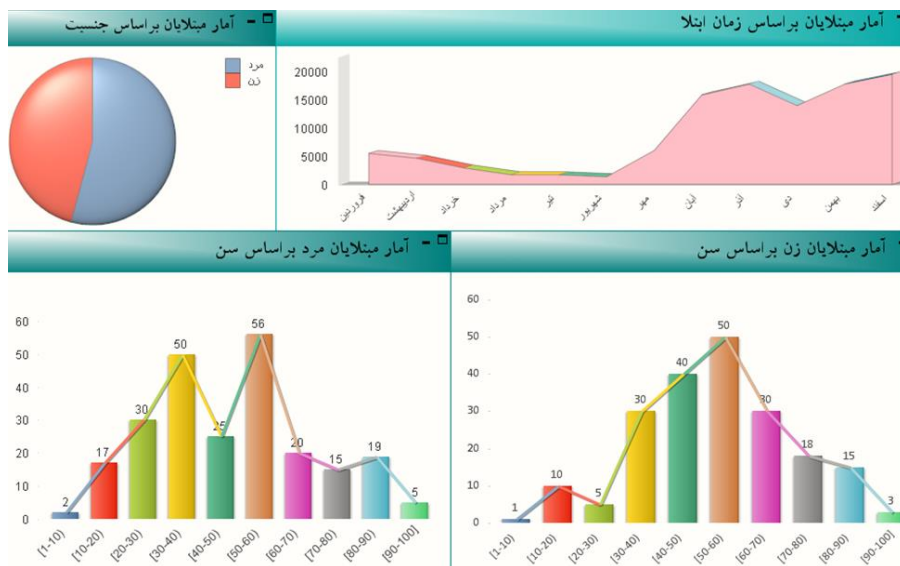 آمار مبتلایان براساس جنسیت
آمار مبتلایان براساس زمان ابتلا
مرد
زن
20000
15000
10000
5000
0
فروردین اردیبهشت خرداد مرداد تیر شهریور مهر ابان آذر دی بهمن اسفند
آمار مبتلایان مرد براساس سن
آمار مبتلایان زن براساس سن
60
50
40
30
20
10
0
2 17 30 50 25 56 20 15 19 5
[1-10) [10-20) [20-30) [30-40) [40-50) [50-60) [60-70) [70-80) [80-90) [90-100]
60
50
40
30
20
10
0
1 10 5 30 40 50 30 18 15 3
[1-10) [10-20) [20-30) [30-40) [40-50) [50-60) [60-70) [70-80) [80-90) [90-100]